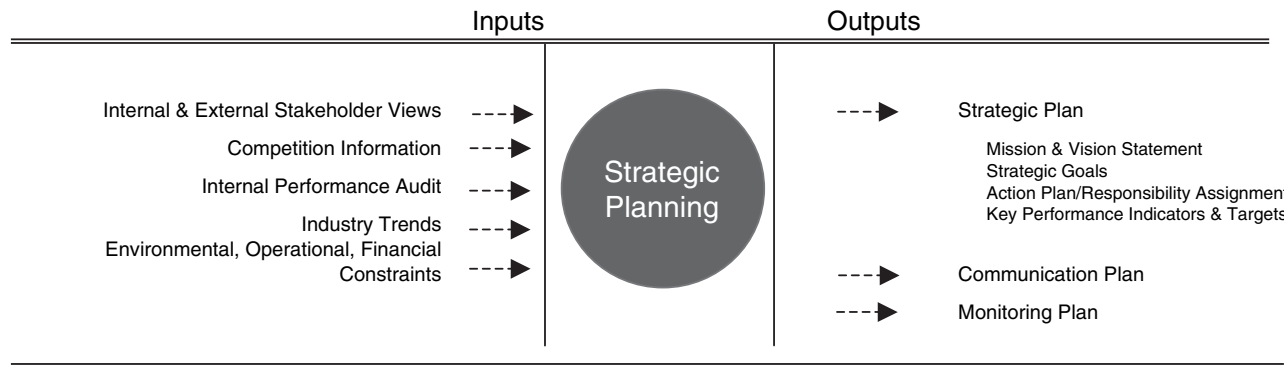 Inputs
Outputs
Internal & External Stakeholder Views
Competition Information
Internal Performance Audit
Industry Trends
Environmental, Operational, Financial
Constraints
Strategic
Planning
Strategic Plan
Mission & Vision Statement
Strategic Goals
Action Plan/Responsibility Assignment
Key Performance Indicators & Targets
Communication Plan
Monitoring Plan